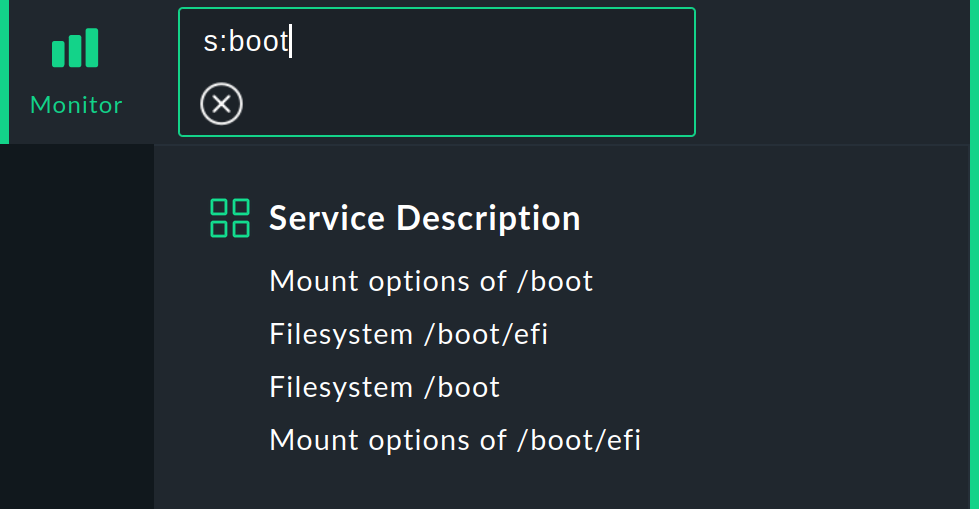 s:boot
Monitor
Service Description
Mount options of /boot
Filesystem /boot/efi
Filesystem /boot
Mount options of /boot/efi